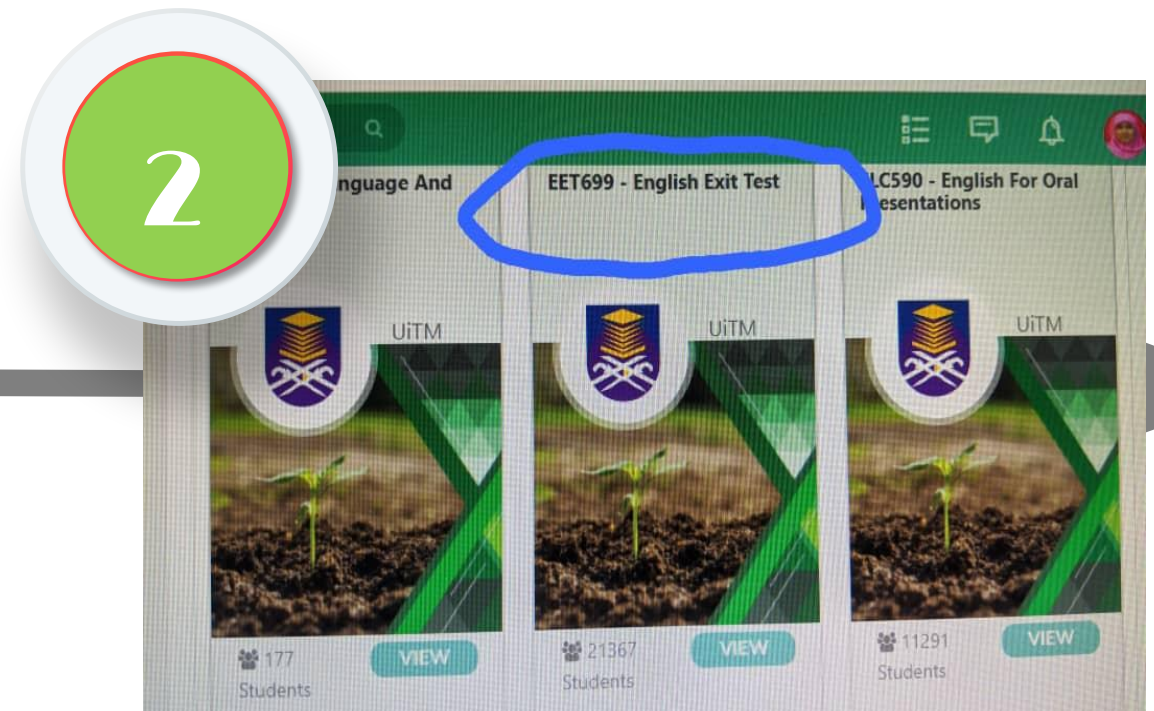 2
nguage And
EET699 - English Exit Test
LC590 - English For Oral
esentations
UiTM
UiTM
UiTM
177
Students
VIEW
21367
Students
VIEW
11291
Students
VIEW